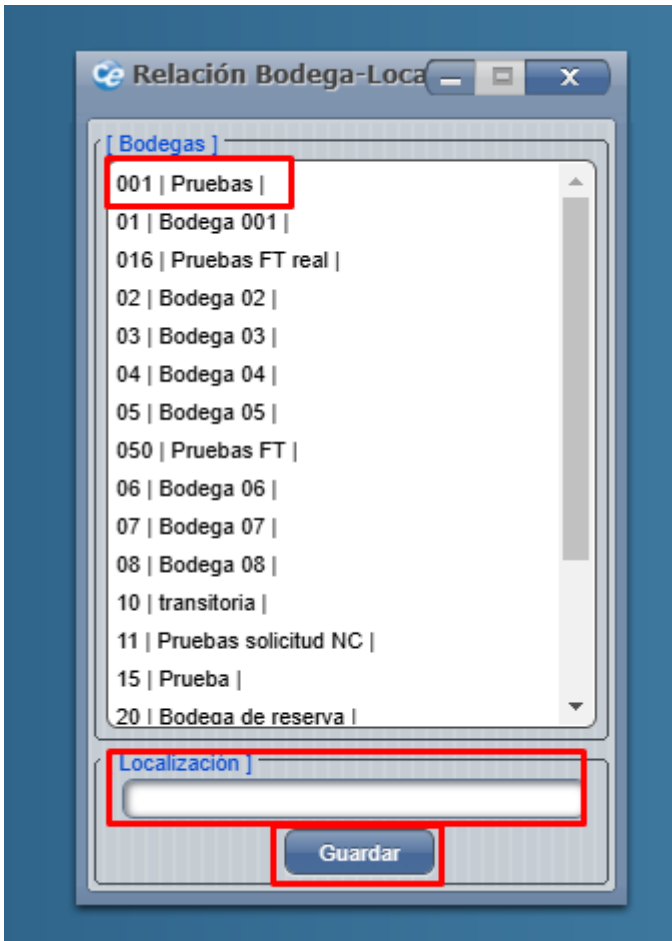 Relación Bodega-Loca
[ Bodegas ]
001 | Pruebas |
01 | Bodega 001 |
016 | Pruebas FT real |
02 | Bodega 02 |
03 | Bodega 03 |
04 | Bodega 04 |
05 | Bodega 05 |
050 | Pruebas FT |
06 | Bodega 06 |
07 | Bodega 07 |
08 | Bodega 08 |
10 | transitoria |
11 | Pruebas solicitud NC |
15 | Prueba |
20 | Bodega de reserva |
Localización ]
Guardar